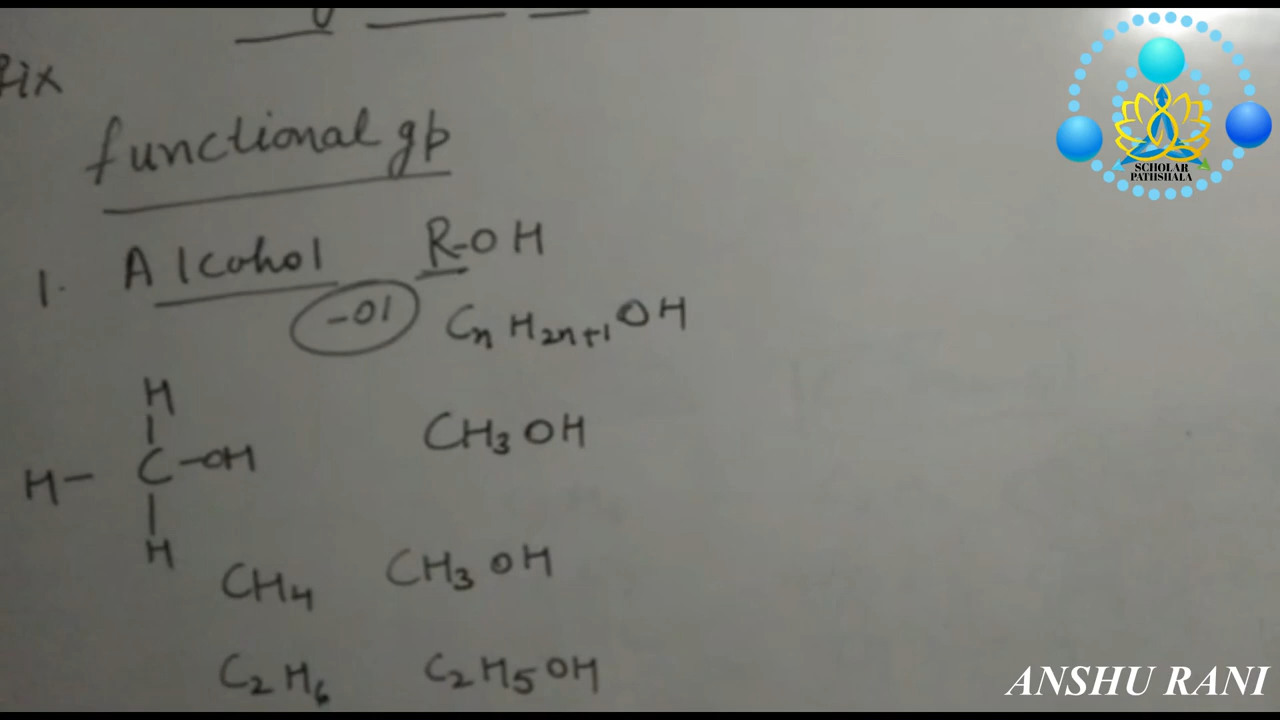 fix
functional gp
1. Alcohol R-OH
-ol CnH2n+1OH
H
|
H- C-OH CH3OH
|
H
CH4 CH3OH
C2H6 C2H5OH
SCHOLAR
PATHSHALA
ANSHU RANI